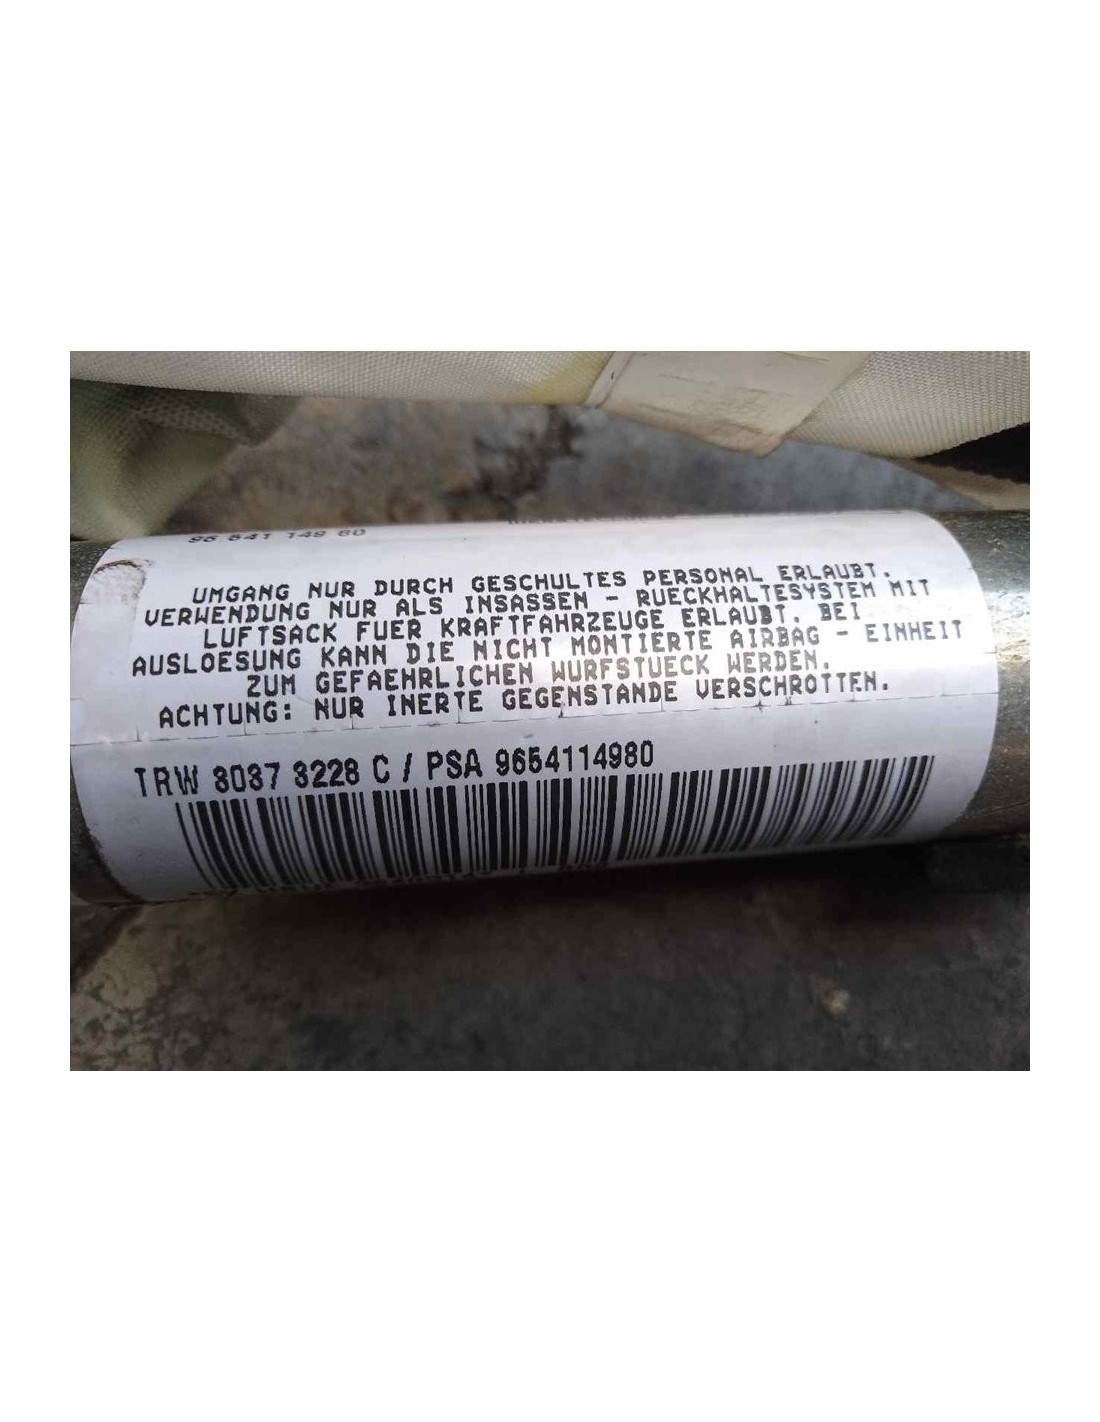 96 541 149 80
UMGANG NUR DURCH GESCHULTES PERSONAL ERLAUBT.
VERWENDUNG NUR ALS INSASSEN - RUECKHALTESYSTEM MIT
LUFTSACK FUER KRAFTFAHRZEUGE ERLAUBT. BEI
AUSLOESUNG KANN DIE NICHT MONTIERTE AIRBAG - EINHEIT
ZUM GEFAEHRLICHEN WURFSTUECK WERDEN.
ACHTUNG: NUR INERTE GEGENSTANDE VERSCHROTTEN.
TRW 3037 3228 C / PSA 9654114980